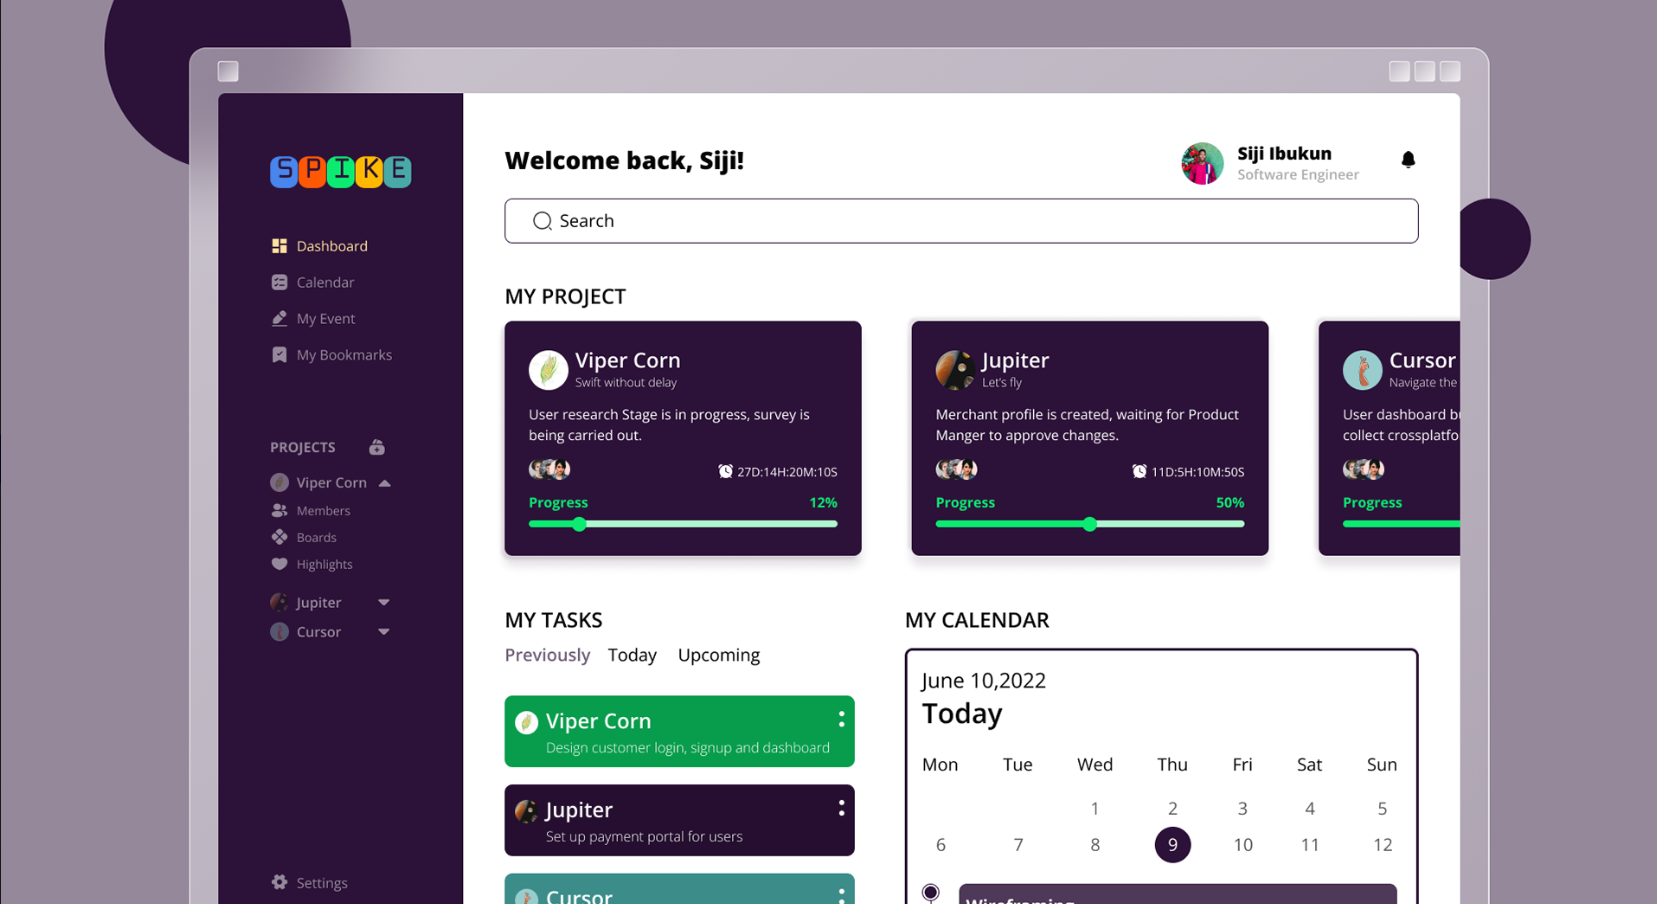 SPIKE
Dashboard
Calendar
My Event
My Bookmarks
PROJECTS
Viper Corn
Members
Boards
Highlights
Jupiter
Cursor
Settings
Welcome back, Siji!
Siji Ibukun
Software Engineer
Search
MY PROJECT
Viper Corn
Swift without delay
User research Stage is in progress, survey is
being carried out.
27D:14H:20M:10S
Progress 12%
Jupiter
Let's fly
Merchant profile is created, waiting for Product
Manger to approve changes.
11D:5H:10M:50S
Progress 50%
Cursor
Navigate the
User dashboard
collect
Progress
MY TASKS
Previously Today Upcoming
Viper Corn
Design customer login, signup and dashboard
Jupiter
Set up payment portal for users
Cursor
MY CALENDAR
June 10,2022
Today
Mon Tue Wed Thu Fri Sat Sun
1 2 3 4 5
6 7 8 9 10 11 12
Wireframing